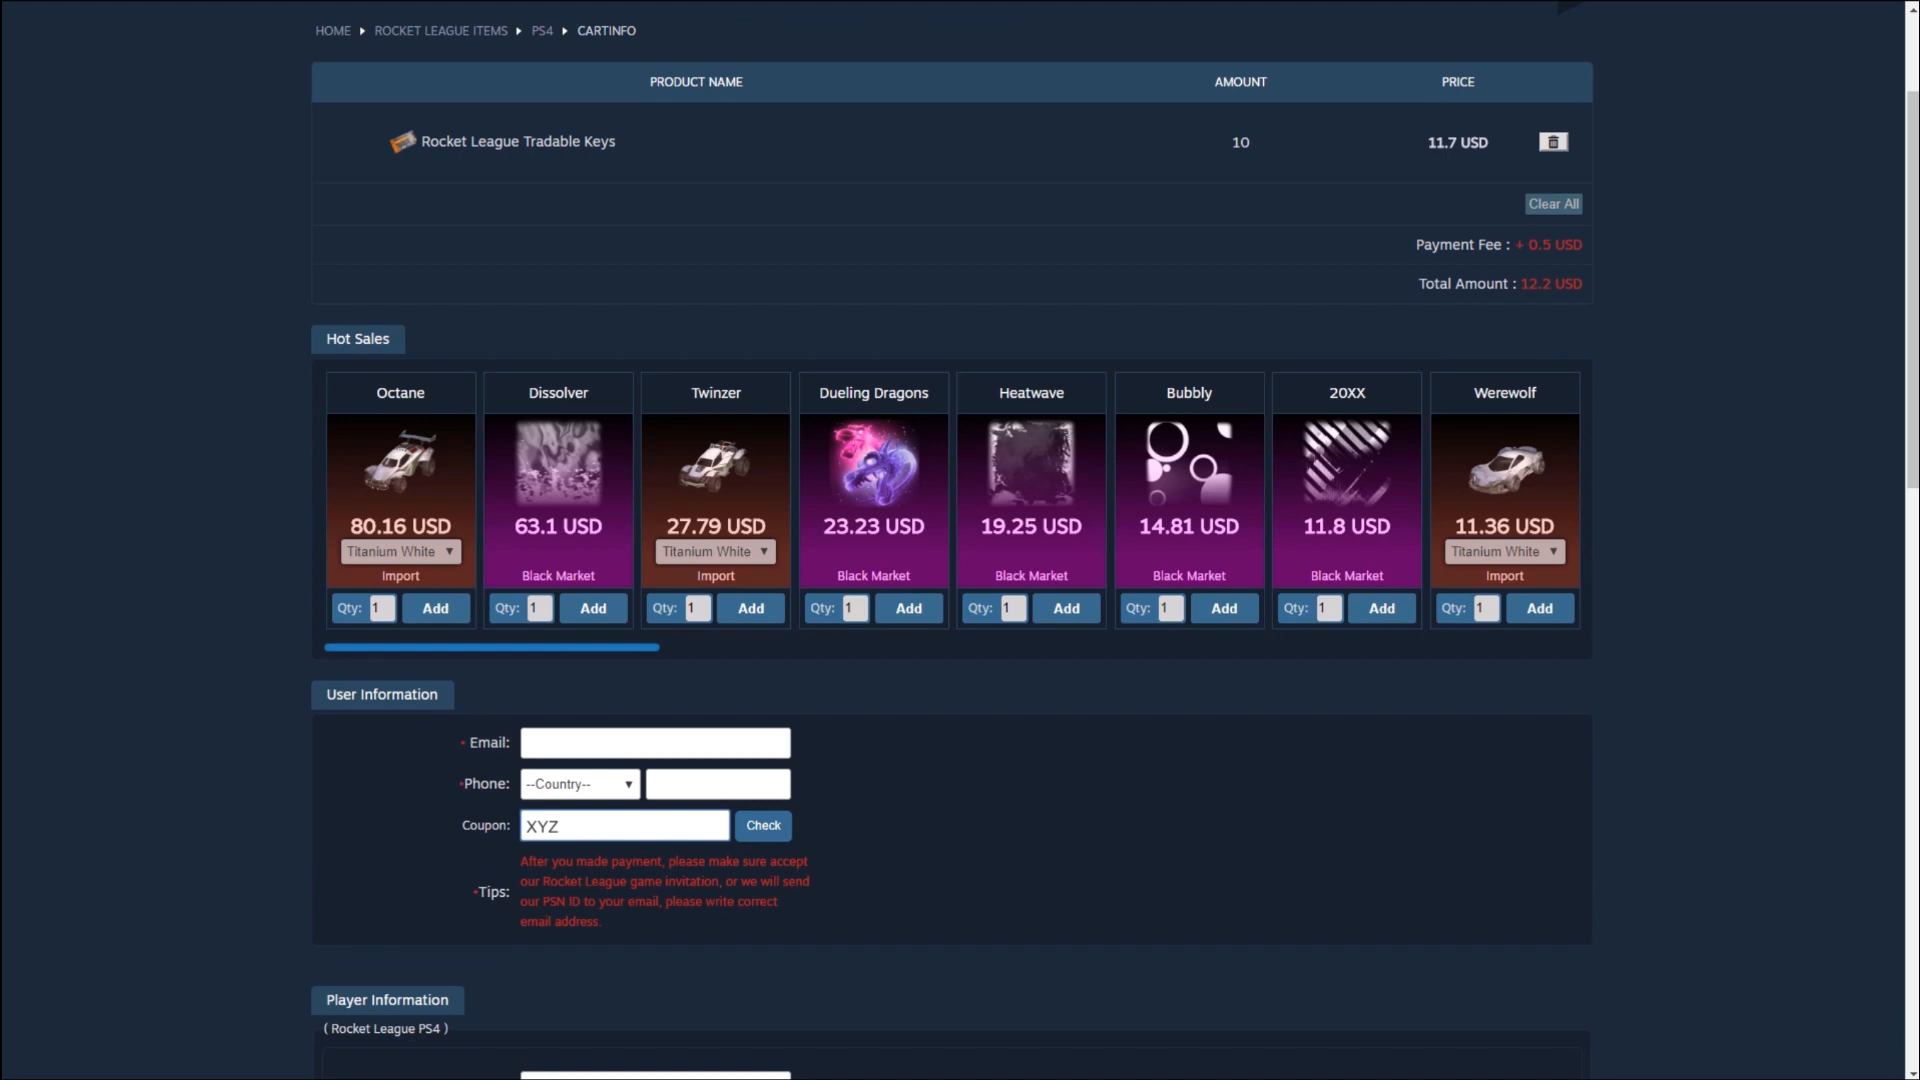 HOME ▶ ROCKET LEAGUE ITEMS ▶ PS4 ▶ CARTINFO
PRODUCT NAME AMOUNT PRICE
Rocket League Tradable Keys 10 11.7 USD
Clear All
Payment Fee : + 0.5 USD
Total Amount : 12.2 USD
Hot Sales
Octane Dissolver Twinzer Dueling Dragons Heatwave Bubbly 20XX Werewolf
80.16 USD 63.1 USD 27.79 USD 23.23 USD 19.25 USD 14.81 USD 11.8 USD 11.36 USD
Titanium White ▼ Titanium White ▼ Titanium White ▼
Import Black Market Import Black Market Black Market Black Market Black Market Import
Qty: 1 Add Qty: 1 Add Qty: 1 Add Qty: 1 Add Qty: 1 Add Qty: 1 Add Qty: 1 Add Qty: 1 Add
User Information
* Email:
*Phone: --Country-- ▼
Coupon: XYZ Check
*Tips: After you made payment, please make sure accept
our Rocket League game invitation, or we will send
our PSN ID to your email, please write correct
email address.
Player Information
( Rocket League PS4 )